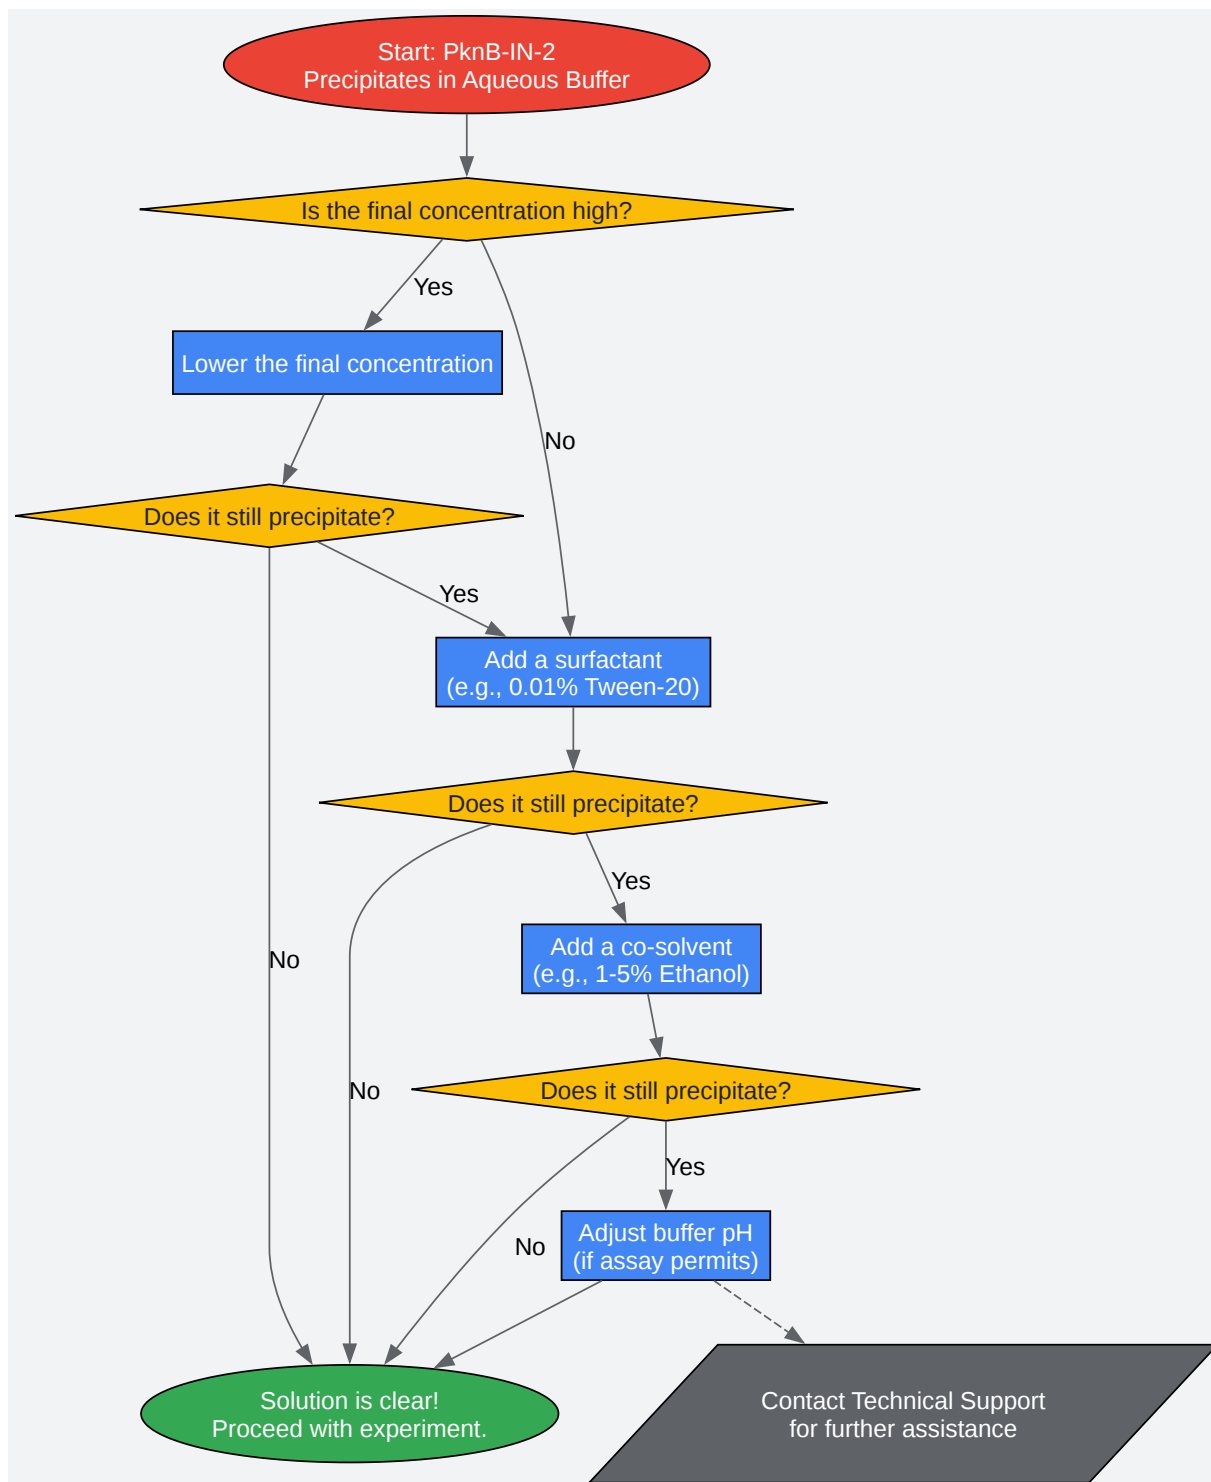 Start: PknB-IN-2
Precipitates in Aqueous Buffer
Is the final concentration high?
Yes
Lower the final concentration
No
Does it still precipitate?
Yes
Add a surfactant
(e.g., 0.01% Tween-20)
Does it still precipitate?
Yes
Add a co-solvent
(e.g., 1-5% Ethanol)
No
No
Does it still precipitate?
Yes
Adjust buffer pH
(if assay permits)
No
Solution is clear!
Proceed with experiment.
Contact Technical Support
for further assistance